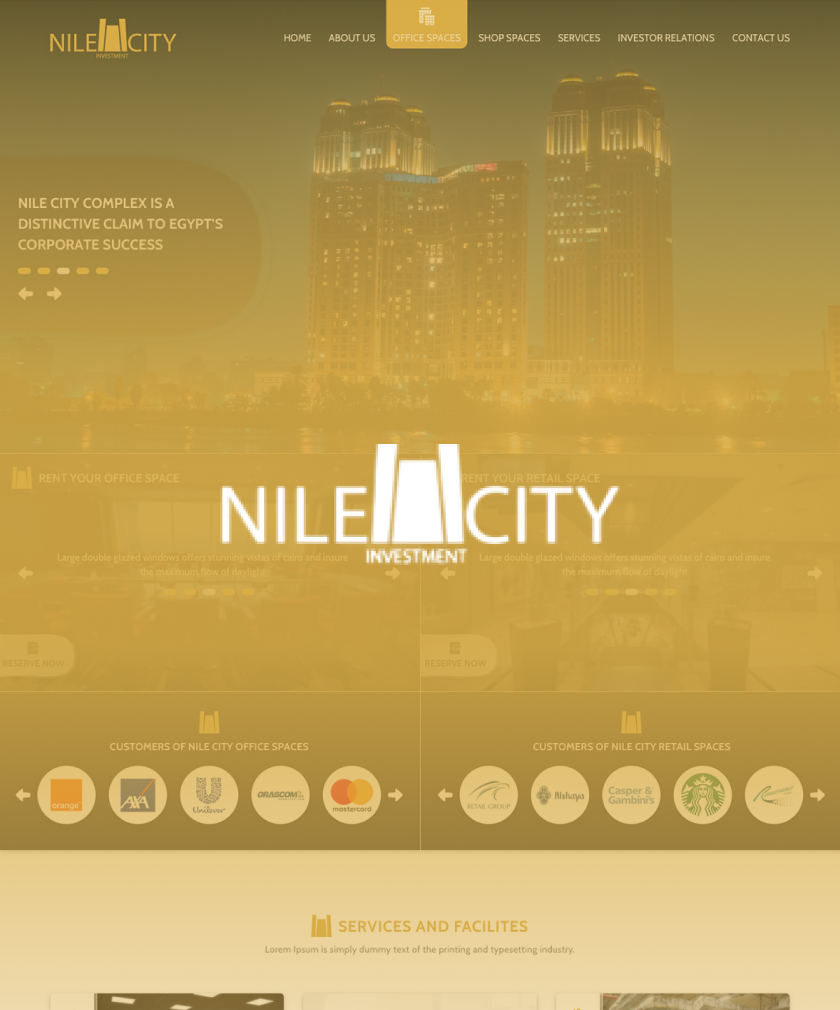 NILE CITY
INVESTMENT
HOME
ABOUT US
OFFICE SPACES
SHOP SPACES
SERVICES
INVESTOR RELATIONS
CONTACT US
NILE CITY COMPLEX IS A
DISTINCTIVE CLAIM TO EGYPT'S
CORPORATE SUCCESS
RENT YOUR OFFICE SPACE
RENT YOUR RETAIL SPACE
NILE CITY
INVESTMENT
Large double glazed windows offers stunning vistas of cairo and insure
the maximum flow of daylight
Large double glazed windows offers stunning vistas of cairo and insure
the maximum flow of daylight
RESERVE NOW
RESERVE NOW
CUSTOMERS OF NILE CITY OFFICE SPACES
CUSTOMERS OF NILE CITY RETAIL SPACES
orange
AXA
Unilever
ORASCOM
mastercard
RETAIL GROUP
Alshaya
Casper &
Gambini's
SERVICES AND FACILITES
Lorem Ipsum is simply dummy text of the printing and typesetting industry.